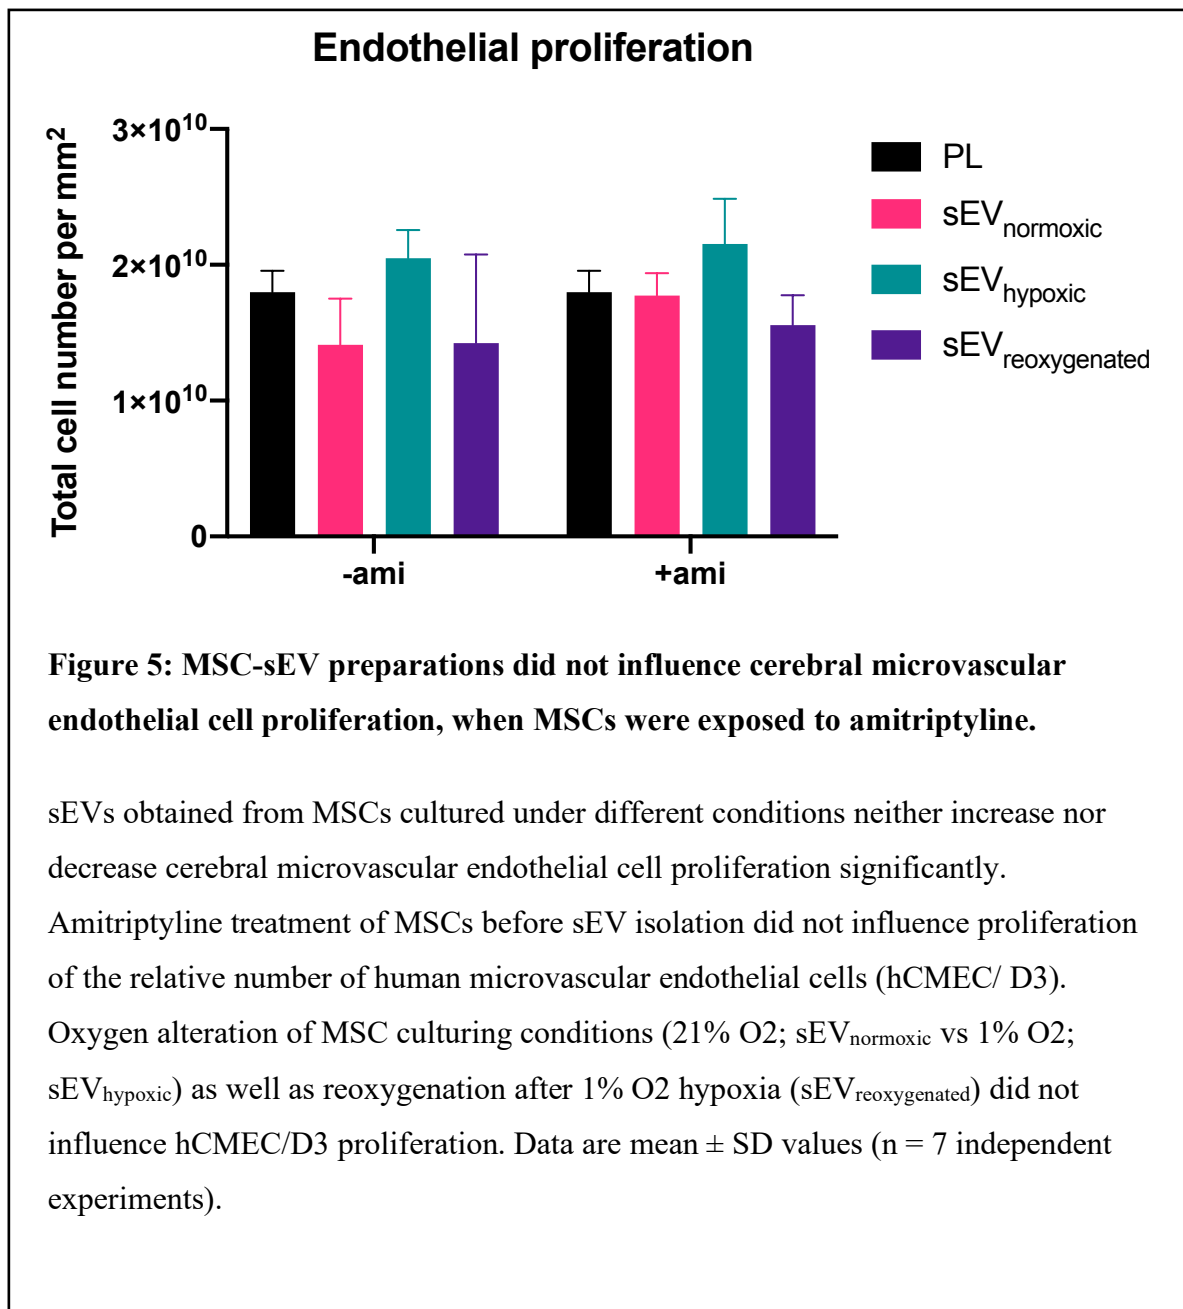 Endothelial proliferation
Total cell number per mm²
3×10¹⁰
2×10¹⁰
1×10¹⁰
0
-ami
+ami
PL
sEVnormoxic
sEVhypoxic
sEVreoxygenated
Figure 5: MSC-sEV preparations did not influence cerebral microvascular
endothelial cell proliferation, when MSCs were exposed to amitriptyline.
sEVs obtained from MSCs cultured under different conditions neither increase nor
decrease cerebral microvascular endothelial cell proliferation significantly.
Amitriptyline treatment of MSCs before sEV isolation did not influence proliferation
of the relative number of human microvascular endothelial cells (hCMEC/ D3).
Oxygen alteration of MSC culturing conditions (21% O2; sEVnormoxic vs 1% O2;
sEVhypoxic) as well as reoxygenation after 1% O2 hypoxia (sEVreoxygenated) did not
influence hCMEC/D3 proliferation. Data are mean ± SD values (n = 7 independent
experiments).